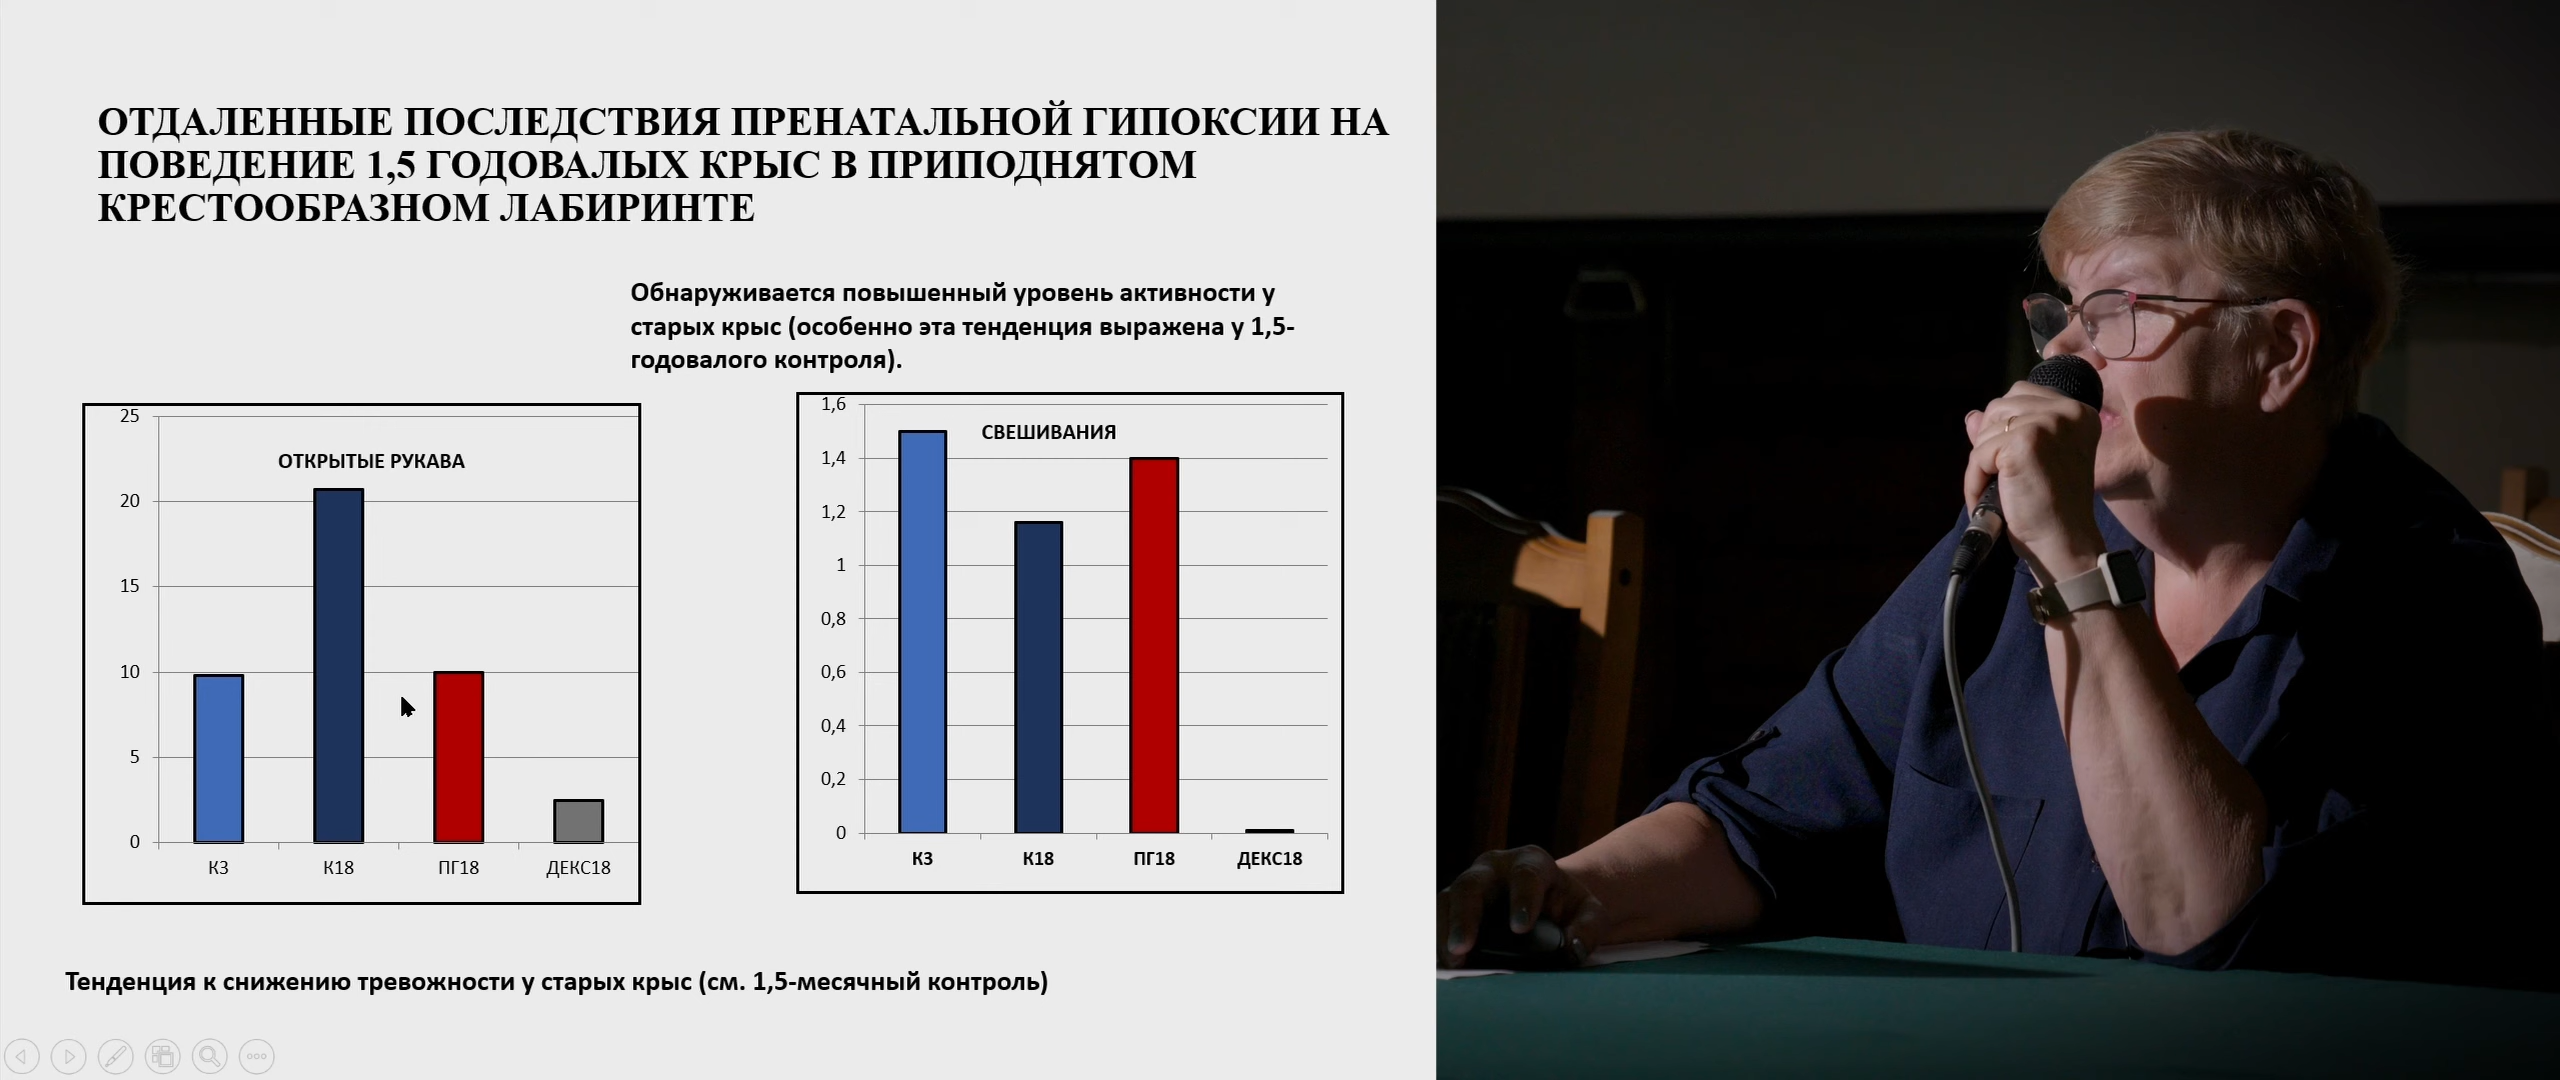 ОТДАЛЕННЫЕ ПОСЛЕДСТВИЯ ПРЕНАТАЛЬНОЙ ГИПОКСИИ НА
ПОВЕДЕНИЕ 1,5 ГОДОВАЛЫХ КРЫС В ПРИПОДНЯТОМ
КРЕСТООБРАЗНОМ ЛАБИРИНТЕ
Обнаруживается повышенный уровень активности у
старых крыс (особенно эта тенденция выражена у 1,5-
годовалого контроля).
ОТКРЫТЫЕ РУКАВА
25
20
15
10
5
0
К3
К18
ПГ18
ДЕКС18
СВЕШИВАНИЯ
1,6
1,4
1,2
1
0,8
0,6
0,4
0,2
0
К3
К18
ПГ18
ДЕКС18
Тенденция к снижению тревожности у старых крыс (см. 1,5-месячный контроль)